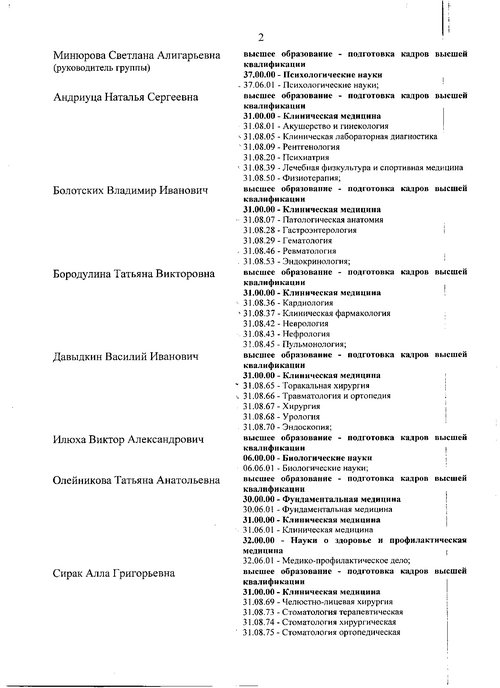 2
Минюрова Светлана Алигарьевна
(руководитель группы)
высшее образование - подготовка кадров высшей
квалификации
37.00.00 - Психологические науки
37.06.01 - Психологические науки;
Андриуца Наталья Сергеевна
высшее образование - подготовка кадров высшей
квалификации
31.00.00 - Клиническая медицина
31.08.01 - Акушерство и гинекология
31.08.05 - Клиническая лабораторная диагностика
31.08.09 - Рентгенология
31.08.20 - Психиатрия
31.08.39 - Лечебная физкультура и спортивная медицина
31.08.50 - Физиотерапия;
Болотских Владимир Иванович
высшее образование - подготовка кадров высшей
квалификации
31.00.00 - Клиническая медицина
31.08.07 - Патологическая анатомия
31.08.28 - Гастроэнтерология
31.08.29 - Гематология
31.08.46 - Ревматология
31.08.53 - Эндокринология;
Бородулина Татьяна Викторовна
высшее образование - подготовка кадров высшей
квалификации
31.00.00 - Клиническая медицина
31.08.36 - Кардиология
31.08.37 - Клиническая фармакология
31.08.42 - Неврология
31.08.43 - Нефрология
31.08.45 - Пульмонология;
Давыдкин Василий Иванович
высшее образование - подготовка кадров высшей
квалификации
31.00.00 - Клиническая медицина
31.08.65 - Торакальная хирургия
31.08.66 - Травматология и ортопедия
31.08.67 - Хирургия
31.08.68 - Урология
31.08.70 - Эндоскопия;
Илюха Виктор Александрович
высшее образование - подготовка кадров высшей
квалификации
06.00.00 - Биологические науки
06.06.01 - Биологические науки;
Олейникова Татьяна Анатольевна
высшее образование - подготовка кадров высшей
квалификации
30.00.00 - Фундаментальная медицина
30.06.01 - Фундаментальная медицина
31.00.00 - Клиническая медицина
31.06.01 - Клиническая медицина
32.00.00 - Науки о здоровье и профилактическая
медицина
32.06.01 - Медико-профилактическое дело;
Сирак Алла Григорьевна
высшее образование - подготовка кадров высшей
квалификации
31.00.00 - Клиническая медицина
31.08.69 - Челюстно-лицевая хирургия
31.08.73 - Стоматология терапевтическая
31.08.74 - Стоматология хирургическая
31.08.75 - Стоматология ортопедическая